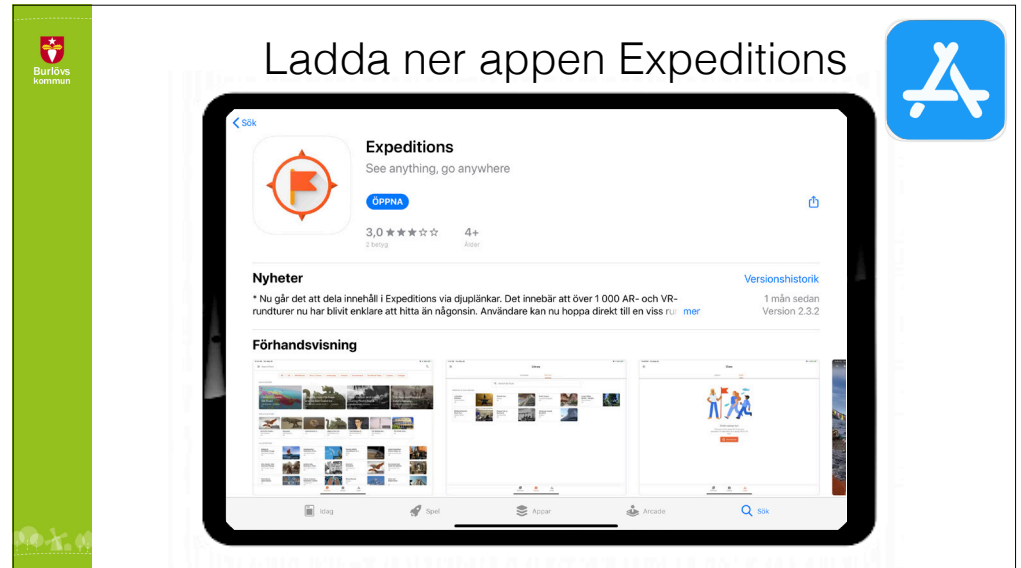 Burlövs
kommun
Ladda ner appen Expeditions
Sök
Expeditions
See anything, go anywhere
ÖPPNA
3,0 ★★★☆☆ 4+
2 betyg Ålder
Nyheter Versionshistorik
* Nu går det att dela innehåll i Expeditions via djuplänkar. Det innebär att över 1 000 AR- och VR- 1 mån sedan
rundturer nu har blivit enklare att hitta än någonsin. Användare kan nu hoppa direkt till en viss mer Version 2.3.2
Förhandsvisning
Idag Spel Appar Arcade Sök